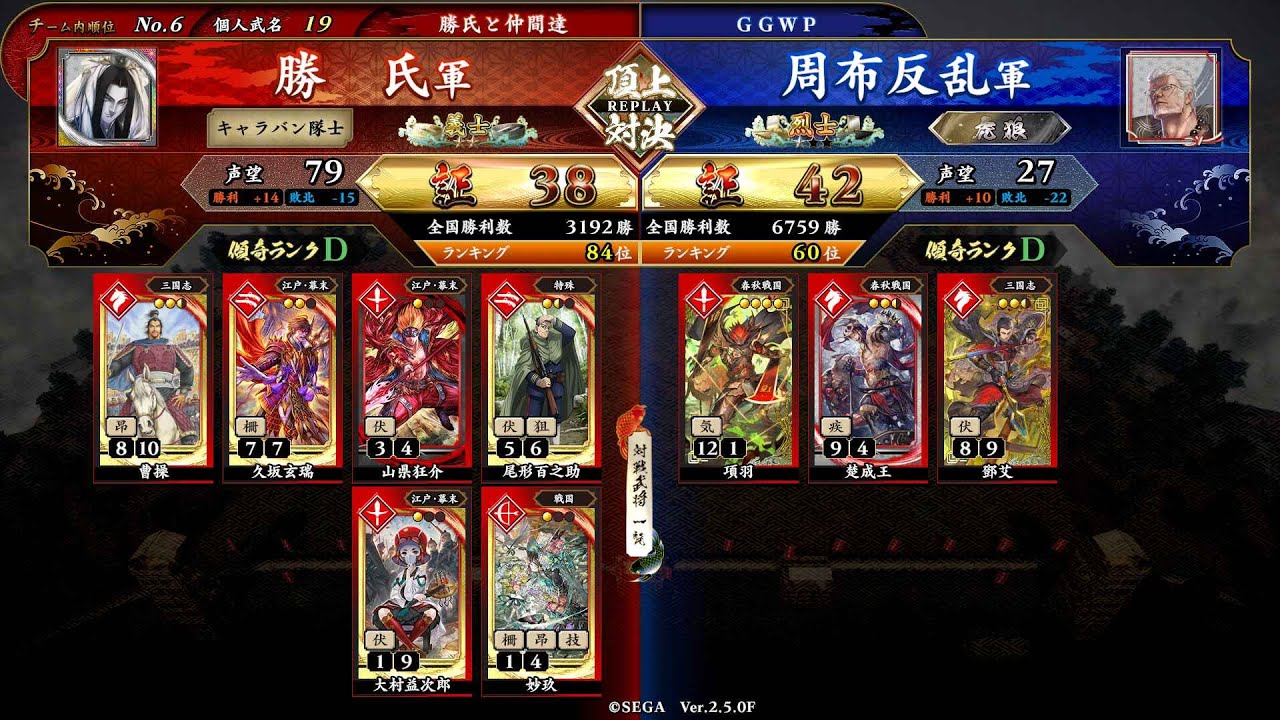 チーム内順位 No.6 個人武名 19 勝氏と仲間達 GGWP
勝 氏軍
頂上
REPLAY
対決
周布反乱軍
キャラバン隊士 義士
烈士
声望 79
勝利 +14 敗北 -15
証 38
証 42
声望 27
勝利 +10 敗北 -22
全国勝利数 3192勝
全国勝利数 6759勝
ランキング 84位
ランキング 60位
傾奇ランクD
傾奇ランクD
三国志
昂
8 10
曹操
江戸・幕末
柵
7 7
久坂玄瑞
江戸・幕末
伏
3 4
山県狂介
特殊
伏 狙
5 6
尾形百之助
春秋戦国
気
12 1
項羽
春秋戦国
疾
9 4
楚成王
三国志
伏
8 9
鄧艾
対戦武将一覧
江戸・幕末
伏
1 9
大村益次郎
戦国
柵 昂 技
1 4
妙玖
©SEGA Ver.2.5.0F